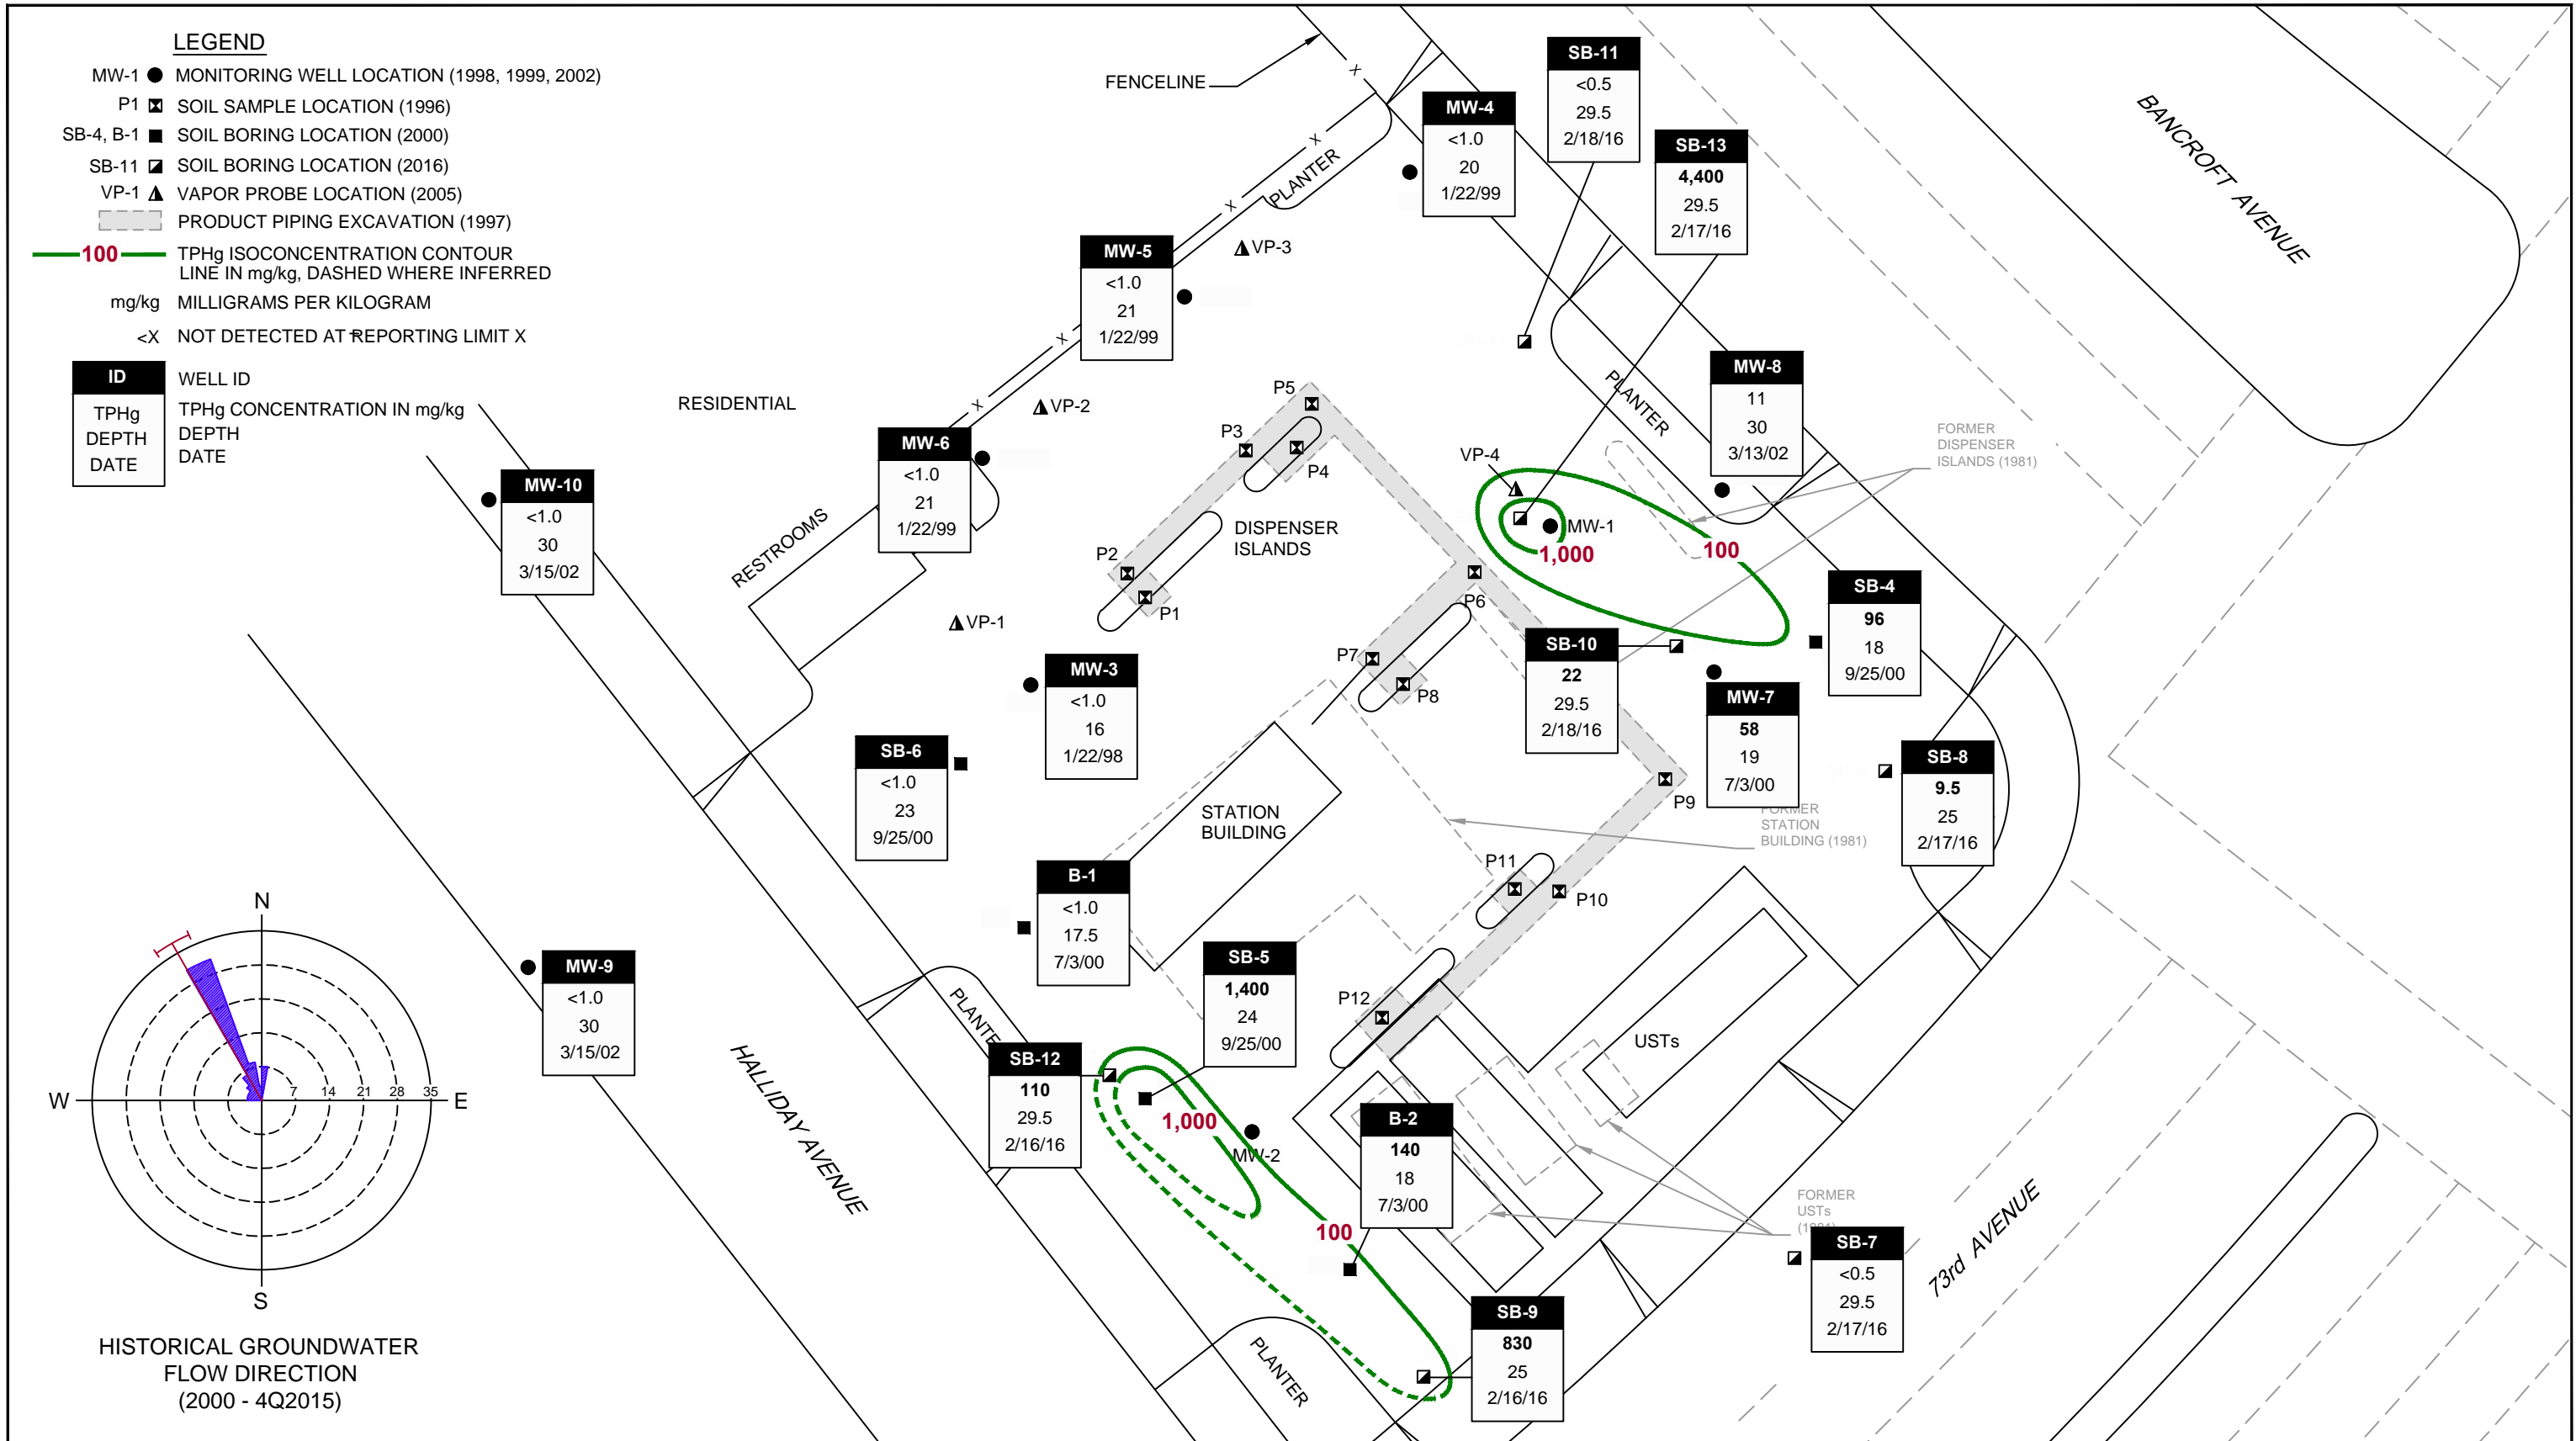 LEGEND
MW-1 MONITORING WELL LOCATION (1998, 1999, 2002)
P1 SOIL SAMPLE LOCATION (1996)
SB-4, B-1 SOIL BORING LOCATION (2000)
SB-11 SOIL BORING LOCATION (2016)
VP-1 VAPOR PROBE LOCATION (2005)
PRODUCT PIPING EXCAVATION (1997)
100 TPHg ISOCONCENTRATION CONTOUR
LINE IN mg/kg, DASHED WHERE INFERRED
mg/kg MILLIGRAMS PER KILOGRAM
<X NOT DETECTED AT REPORTING LIMIT X
ID WELL ID
TPHg TPHg CONCENTRATION IN mg/kg
DEPTH DEPTH
DATE DATE
FENCELINE
X
X
X
X
X
PLANTER
SB-11
<0.5
29.5
2/18/16
MW-4
<1.0
20
1/22/99
SB-13
4,400
29.5
2/17/16
BANCROFT AVENUE
MW-5
<1.0
21
1/22/99
VP-3
RESIDENTIAL
VP-2
MW-6
<1.0
21
1/22/99
MW-10
<1.0
30
3/15/02
RESTROOMS
P5
P3
P4
DISPENSER
ISLANDS
P2
P1
PLANTER
MW-8
11
30
3/13/02
FORMER
DISPENSER
ISLANDS (1981)
VP-4
MW-1
1,000
100
P6
P7
P8
VP-1
MW-3
<1.0
16
1/22/98
SB-10
22
29.5
2/18/16
SB-4
96
18
9/25/00
MW-7
58
19
7/3/00
SB-8
9.5
25
2/17/16
SB-6
<1.0
23
9/25/00
STATION
BUILDING
P9
FORMER
STATION
BUILDING (1981)
B-1
<1.0
17.5
7/3/00
P11
P10
MW-9
<1.0
30
3/15/02
SB-5
1,400
24
9/25/00
P12
USTs
PLANTE
HALLIDAY AVENUE
SB-12
110
29.5
2/16/16
1,000
MW-2
B-2
140
18
7/3/00
100
FORMER
USTs
SB-7
<0.5
29.5
2/17/16
73rd AVENUE
SB-9
830
25
2/16/16
PLANTER
N
W
E
S
7 14 21 28 35
HISTORICAL GROUNDWATER
FLOW DIRECTION
(2000 - 4Q2015)